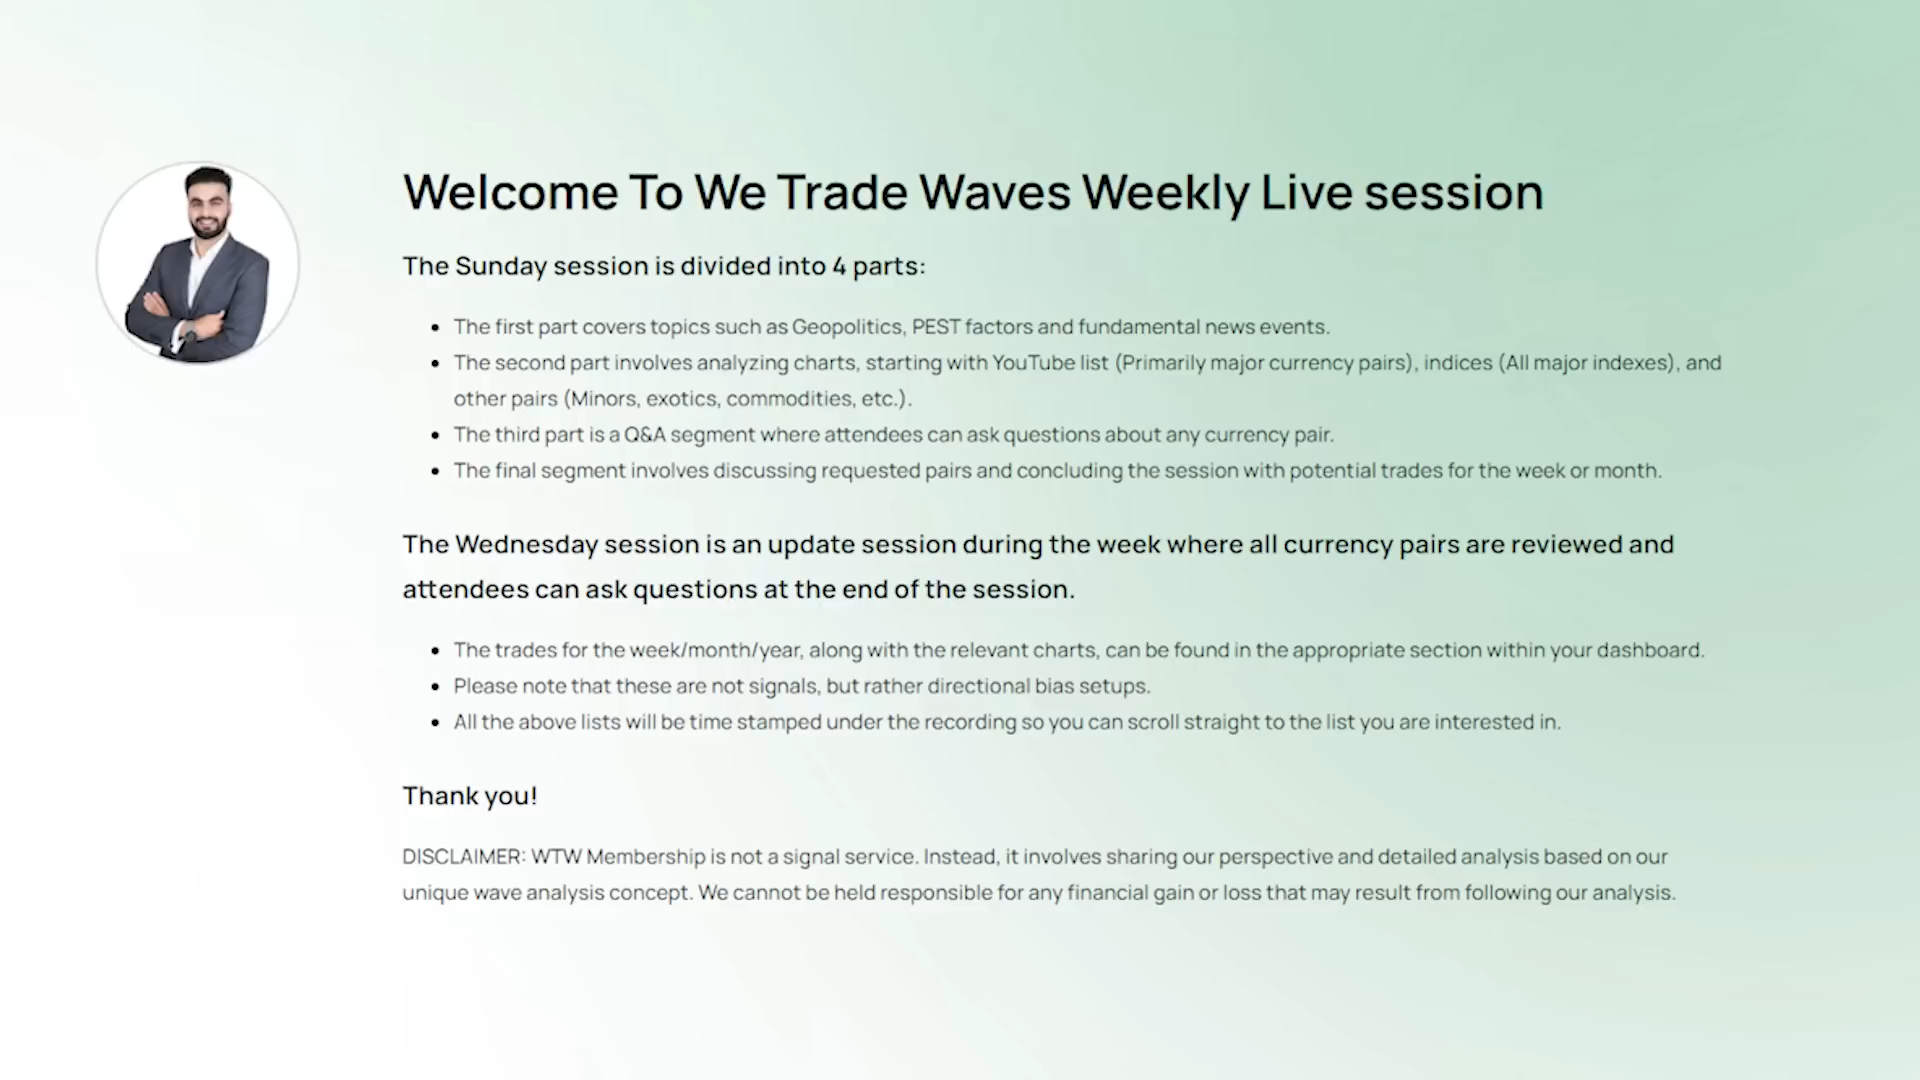 Welcome To We Trade Waves Weekly Live session
The Sunday session is divided into 4 parts:
• The first part covers topics such as Geopolitics, PEST factors and fundamental news events.
• The second part involves analyzing charts, starting with YouTube list (Primarily major currency pairs), indices (All major indexes), and
other pairs (Minors, exotics, commodities, etc.).
• The third part is a Q&A segment where attendees can ask questions about any currency pair.
• The final segment involves discussing requested pairs and concluding the session with potential trades for the week or month.
The Wednesday session is an update session during the week where all currency pairs are reviewed and
attendees can ask questions at the end of the session.
• The trades for the week/month/year, along with the relevant charts, can be found in the appropriate section within your dashboard.
• Please note that these are not signals, but rather directional bias setups.
• All the above lists will be time stamped under the recording so you can scroll straight to the list you are interested in.
Thank you!
DISCLAIMER: WTW Membership is not a signal service. Instead, it involves sharing our perspective and detailed analysis based on our
unique wave analysis concept. We cannot be held responsible for any financial gain or loss that may result from following our analysis.